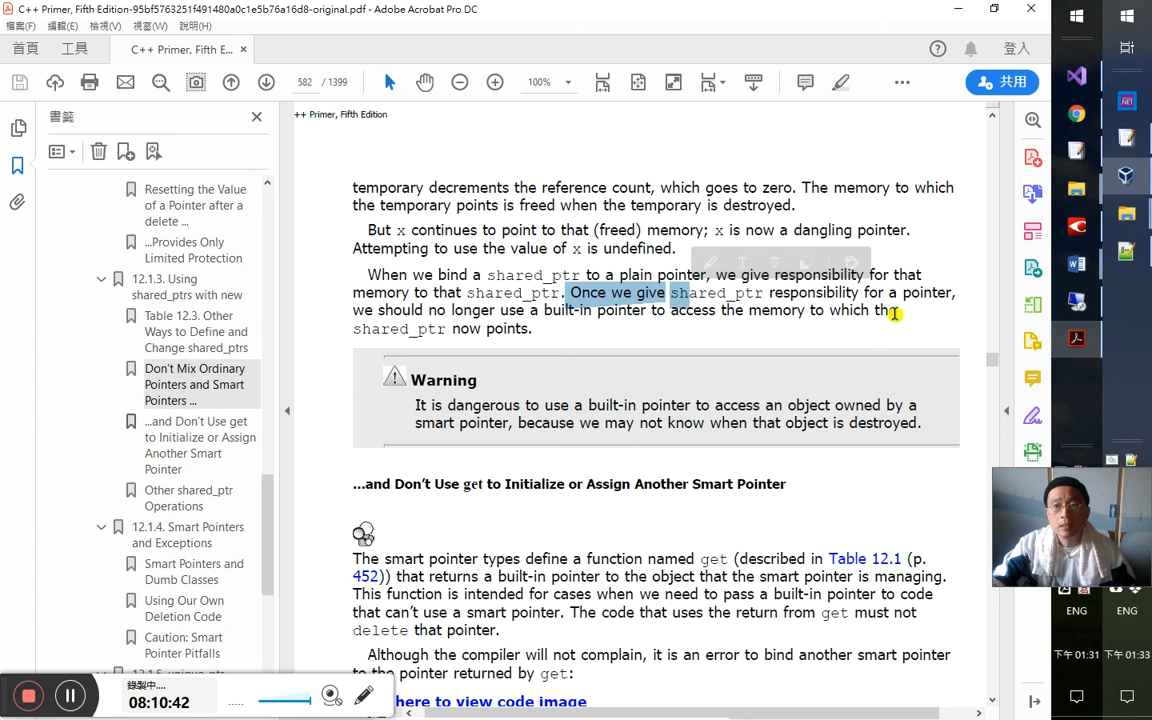 C++ Primer, Fifth Edition-95bf5763251f491480a0c1e5b76a16d8-original.pdf - Adobe Acrobat Pro DC
檔案(F) 編輯(E) 檢視(V) 視窗(W) 說明(H)
首頁 工具 C++ Primer, Fifth E... × 登入
582 / 1399 100% 共用
書籤
Resetting the Value
of a Pointer after a
delete ...
...Provides Only
Limited Protection
12.1.3. Using
shared_ptrs with new
Table 12.3. Other
Ways to Define and
Change shared_ptrs
Don't Mix Ordinary
Pointers and Smart
Pointers ...
...and Don't Use get
to Initialize or Assign
Another Smart
Pointer
Other shared_ptr
Operations
12.1.4. Smart Pointers
and Exceptions
Smart Pointers and
Dumb Classes
Using Our Own
Deletion Code
Caution: Smart
Pointer Pitfalls
++ Primer, Fifth Edition
temporary decrements the reference count, which goes to zero. The memory to which
the temporary points is freed when the temporary is destroyed.
But x continues to point to that (freed) memory; x is now a dangling pointer.
Attempting to use the value of x is undefined.
When we bind a shared_ptr to a plain pointer, we give responsibility for that
memory to that shared_ptr. Once we give shared_ptr responsibility for a pointer,
we should no longer use a built-in pointer to access the memory to which th
shared_ptr now points.
Warning
It is dangerous to use a built-in pointer to access an object owned by a
smart pointer, because we may not know when that object is destroyed.
...and Don't Use get to Initialize or Assign Another Smart Pointer
The smart pointer types define a function named get (described in Table 12.1 (p.
452)) that returns a built-in pointer to the object that the smart pointer is managing.
This function is intended for cases when we need to pass a built-in pointer to code
that can't use a smart pointer. The code that uses the return from get must not
delete that pointer.
Although the compiler will not complain, it is an error to bind another smart pointer
to the pointer returned by get:
here to view code image
錄製中....
08:10:42
.NET
ENG ENG
下午 01:31 下午 01:33